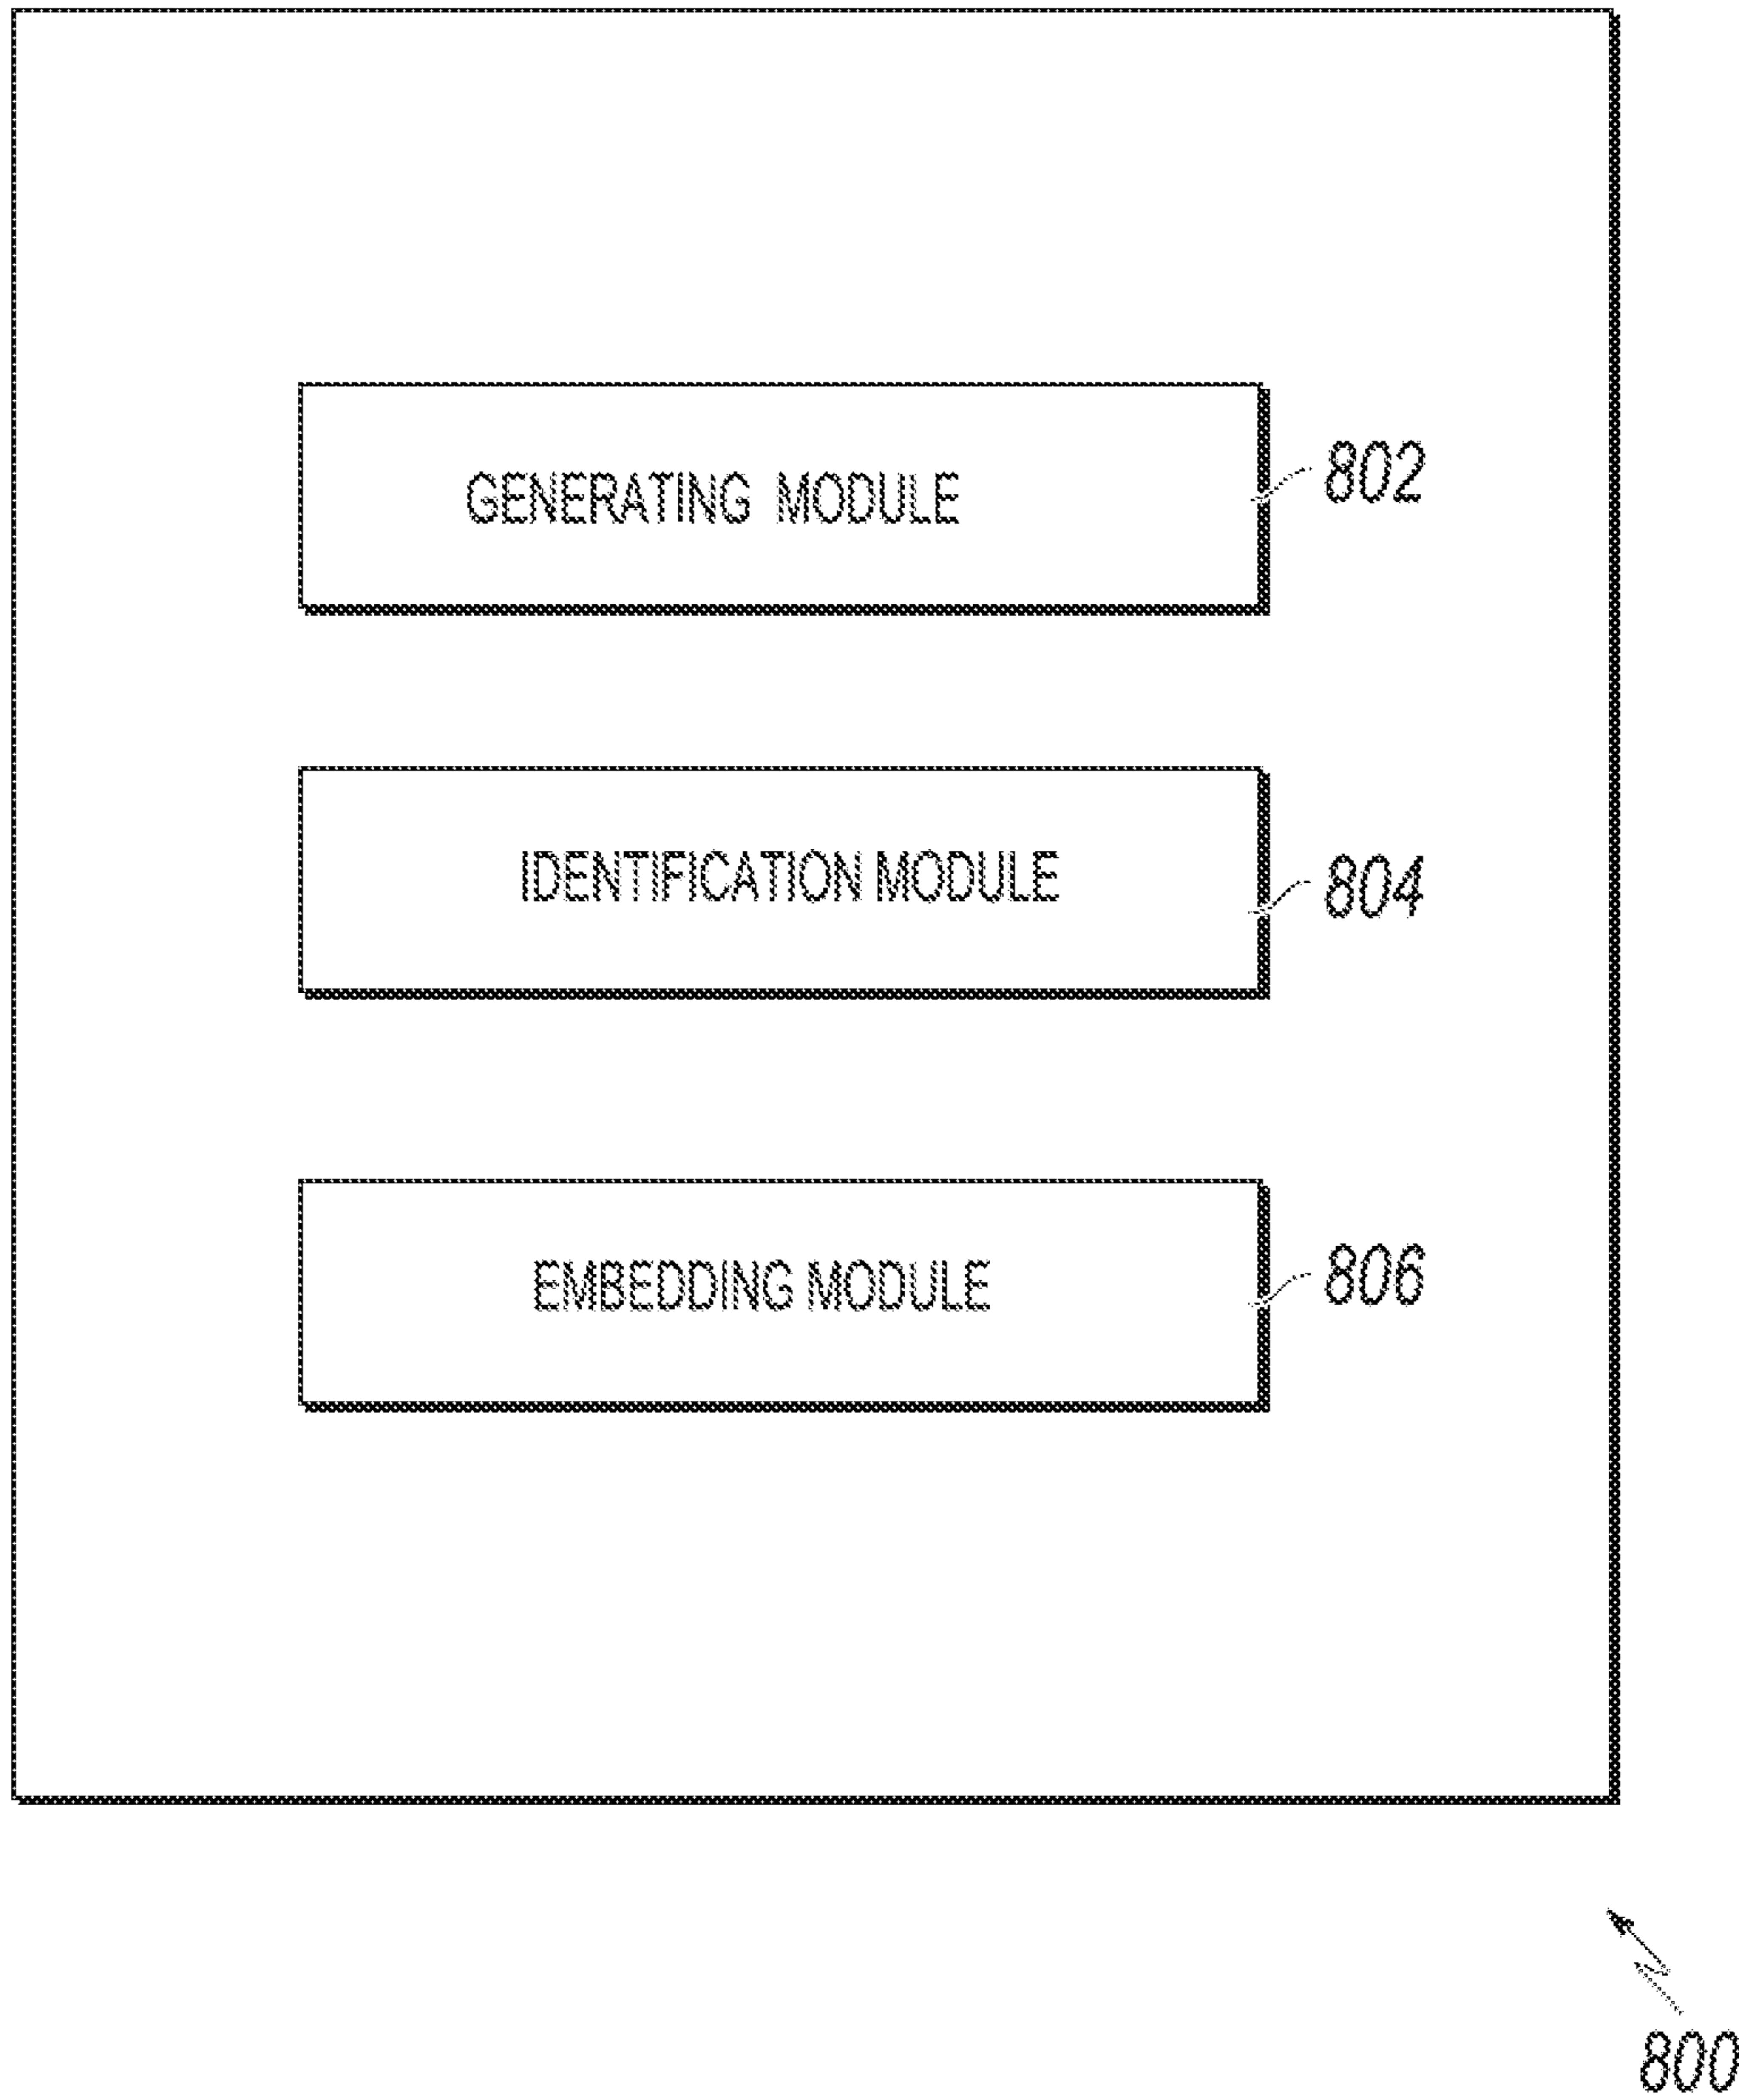 GENERATING MODULE
802
IDENTIFICATION MODULE
804
EMBEDDING MODULE
806
800